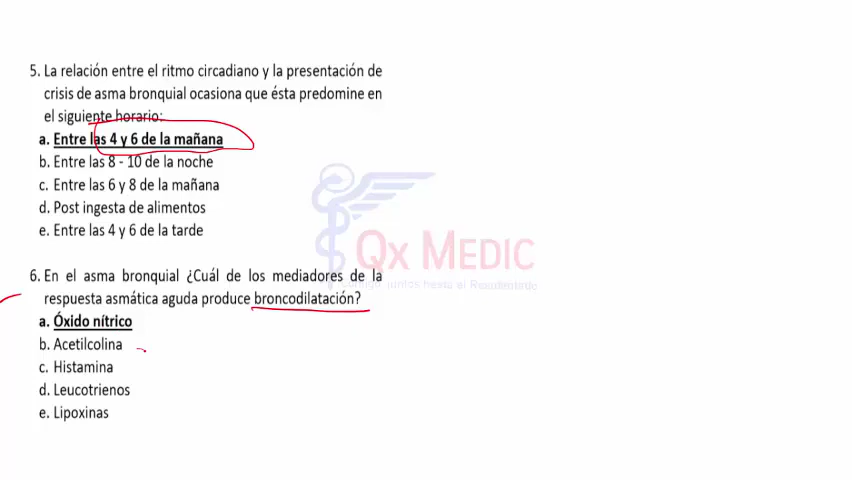 5. La relación entre el ritmo circadiano y la presentación de
crisis de asma bronquial ocasiona que ésta predomine en
el siguiente horario:
a. Entre las 4 y 6 de la mañana
b. Entre las 8 - 10 de la noche
c. Entre las 6 y 8 de la mañana
d. Post ingesta de alimentos
e. Entre las 4 y 6 de la tarde
QX MEDIC
juntos hasta el
6. En el asma bronquial ¿Cuál de los mediadores de la
respuesta asmática aguda produce broncodilatación?
a. Óxido nítrico
b. Acetilcolina
c. Histamina
d. Leucotrienos
e. Lipoxinas